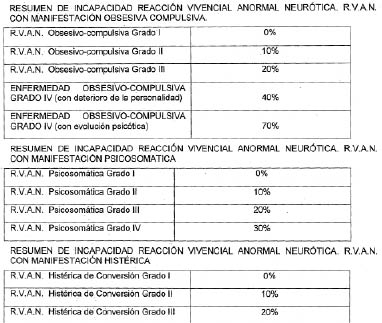 RESUMEN DE INCAPACIDAD REACCIÓN VIVENCIAL ANORMAL NEURÓTICA. R.V.A.N.
CON MANIFESTACIÓN OBSESIVA COMPULSIVA.
R.V.A.N. Obsesivo-compulsiva Grado I 0%
R.V.A.N. Obsesivo-compulsiva Grado II 10%
R.V.A.N. Obsesivo-compulsiva Grado III 20%
ENFERMEDAD OBSESIVO-COMPULSIVA
GRADO IV (con deterioro de la personalidad) 40%
ENFERMEDAD OBSESIVO-COMPULSIVA
GRADO IV (con evolución psicótica) 70%
RESUMEN DE INCAPACIDAD REACCIÓN VIVENCIAL ANORMAL NEURÓTICA. R.V.A.N.
CON MANIFESTACIÓN PSICOSOMATICA
R.V.A.N. Psicosomática Grado I 0%
R.V.A.N. Psicosomática Grado II 10%
R.V.A.N. Psicosomática Grado III 20%
R.V.A.N. Psicosomática Grado IV 30%
RESUMEN DE INCAPACIDAD REACCIÓN VIVENCIAL ANORMAL NEURÓTICA. R.V.A.N.
CON MANIFESTACIÓN HISTÉRICA
R.V.A.N. Histérica de Conversión Grado I 0%
R.V.A.N. Histérica de Conversión Grado II 10%
R.V.A.N. Histérica de Conversión Grado III 20%